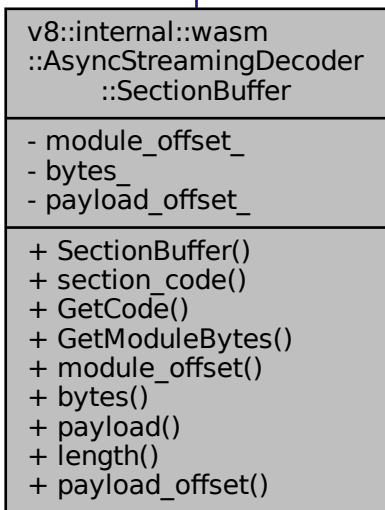 v8::internal::wasm
::AsyncStreamingDecoder
::SectionBuffer
- module_offset_
- bytes_
- payload_offset_
+ SectionBuffer()
+ section_code()
+ GetCode()
+ GetModuleBytes()
+ module_offset()
+ bytes()
+ payload()
+ length()
+ payload_offset()